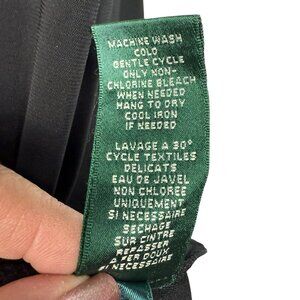 MACHINE WASH
COLD
GENTLE CYCLE
ONLY NON-
CHLORINE BLEACH
WHEN NEEDED
HANG TO DRY
COOL IRON
IF NEEDED
LAVAGE A 30°
CYCLE TEXTILES
DELICATS
EAU DE JAVEL
NON CHLOREE
UNIQUEMENT
SI NECESSAIRE
SECHAGE
SUR CINTRE
REPASSER
A FER DOUX
SI NECESSAIRE